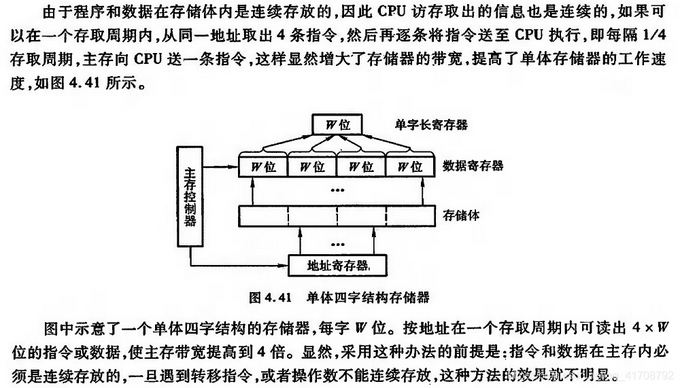 由于程序和数据在存储体内是连续存放的,因此 CPU 访存取出的信息也是连续的,如果可
以在一个存取周期内,从同一地址取出 4 条指令,然后再逐条将指令送至 CPU 执行,即每隔 1/4
存取周期,主存向 CPU 送一条指令,这样显然增大了存储器的带宽,提高了单体存储器的工作速
度,如图 4.41 所示。
W位
单字长寄存器
W位 W位 W位 W位
数据寄存器
主存控制器
…
存储体
…
地址寄存器
图 4.41 单体四字结构存储器
图中示意了一个单体四字结构的存储器,每字 W 位。按地址在一个存取周期内可读出 4×W
位的指令或数据,使主存带宽提高到 4 倍。显然,采用这种办法的前提是:指令和数据在主存内必
须是连续存放的,一旦遇到转移指令,或者操作数不能连续存放,这种方法的效果就不明显。